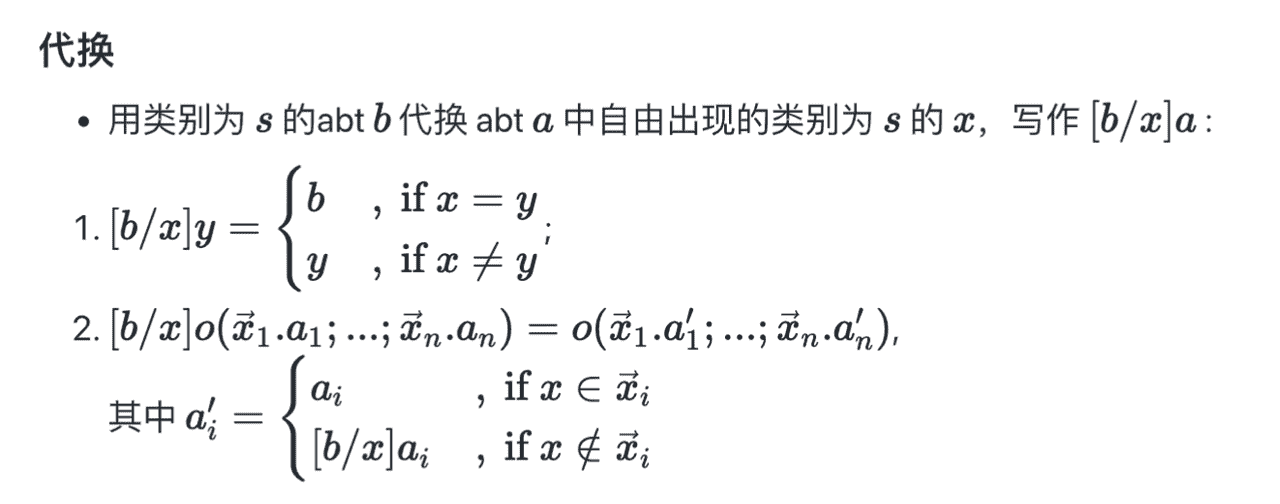 代换
• 用类别为 s 的abt b 代换 abt a 中自由出现的类别为 s 的 x，写作 [b/x]a :
1. [b/x]y = { b , if x = y
y , if x ≠ y ;
2. [b/x]o(x⃗₁.a₁; ...; x⃗ₙ.aₙ) = o(x⃗₁.a′₁; ...; x⃗ₙ.a′ₙ),
其中 a′ᵢ = { aᵢ , if x ∈ x⃗ᵢ
[b/x]aᵢ , if x ∉ x⃗ᵢ